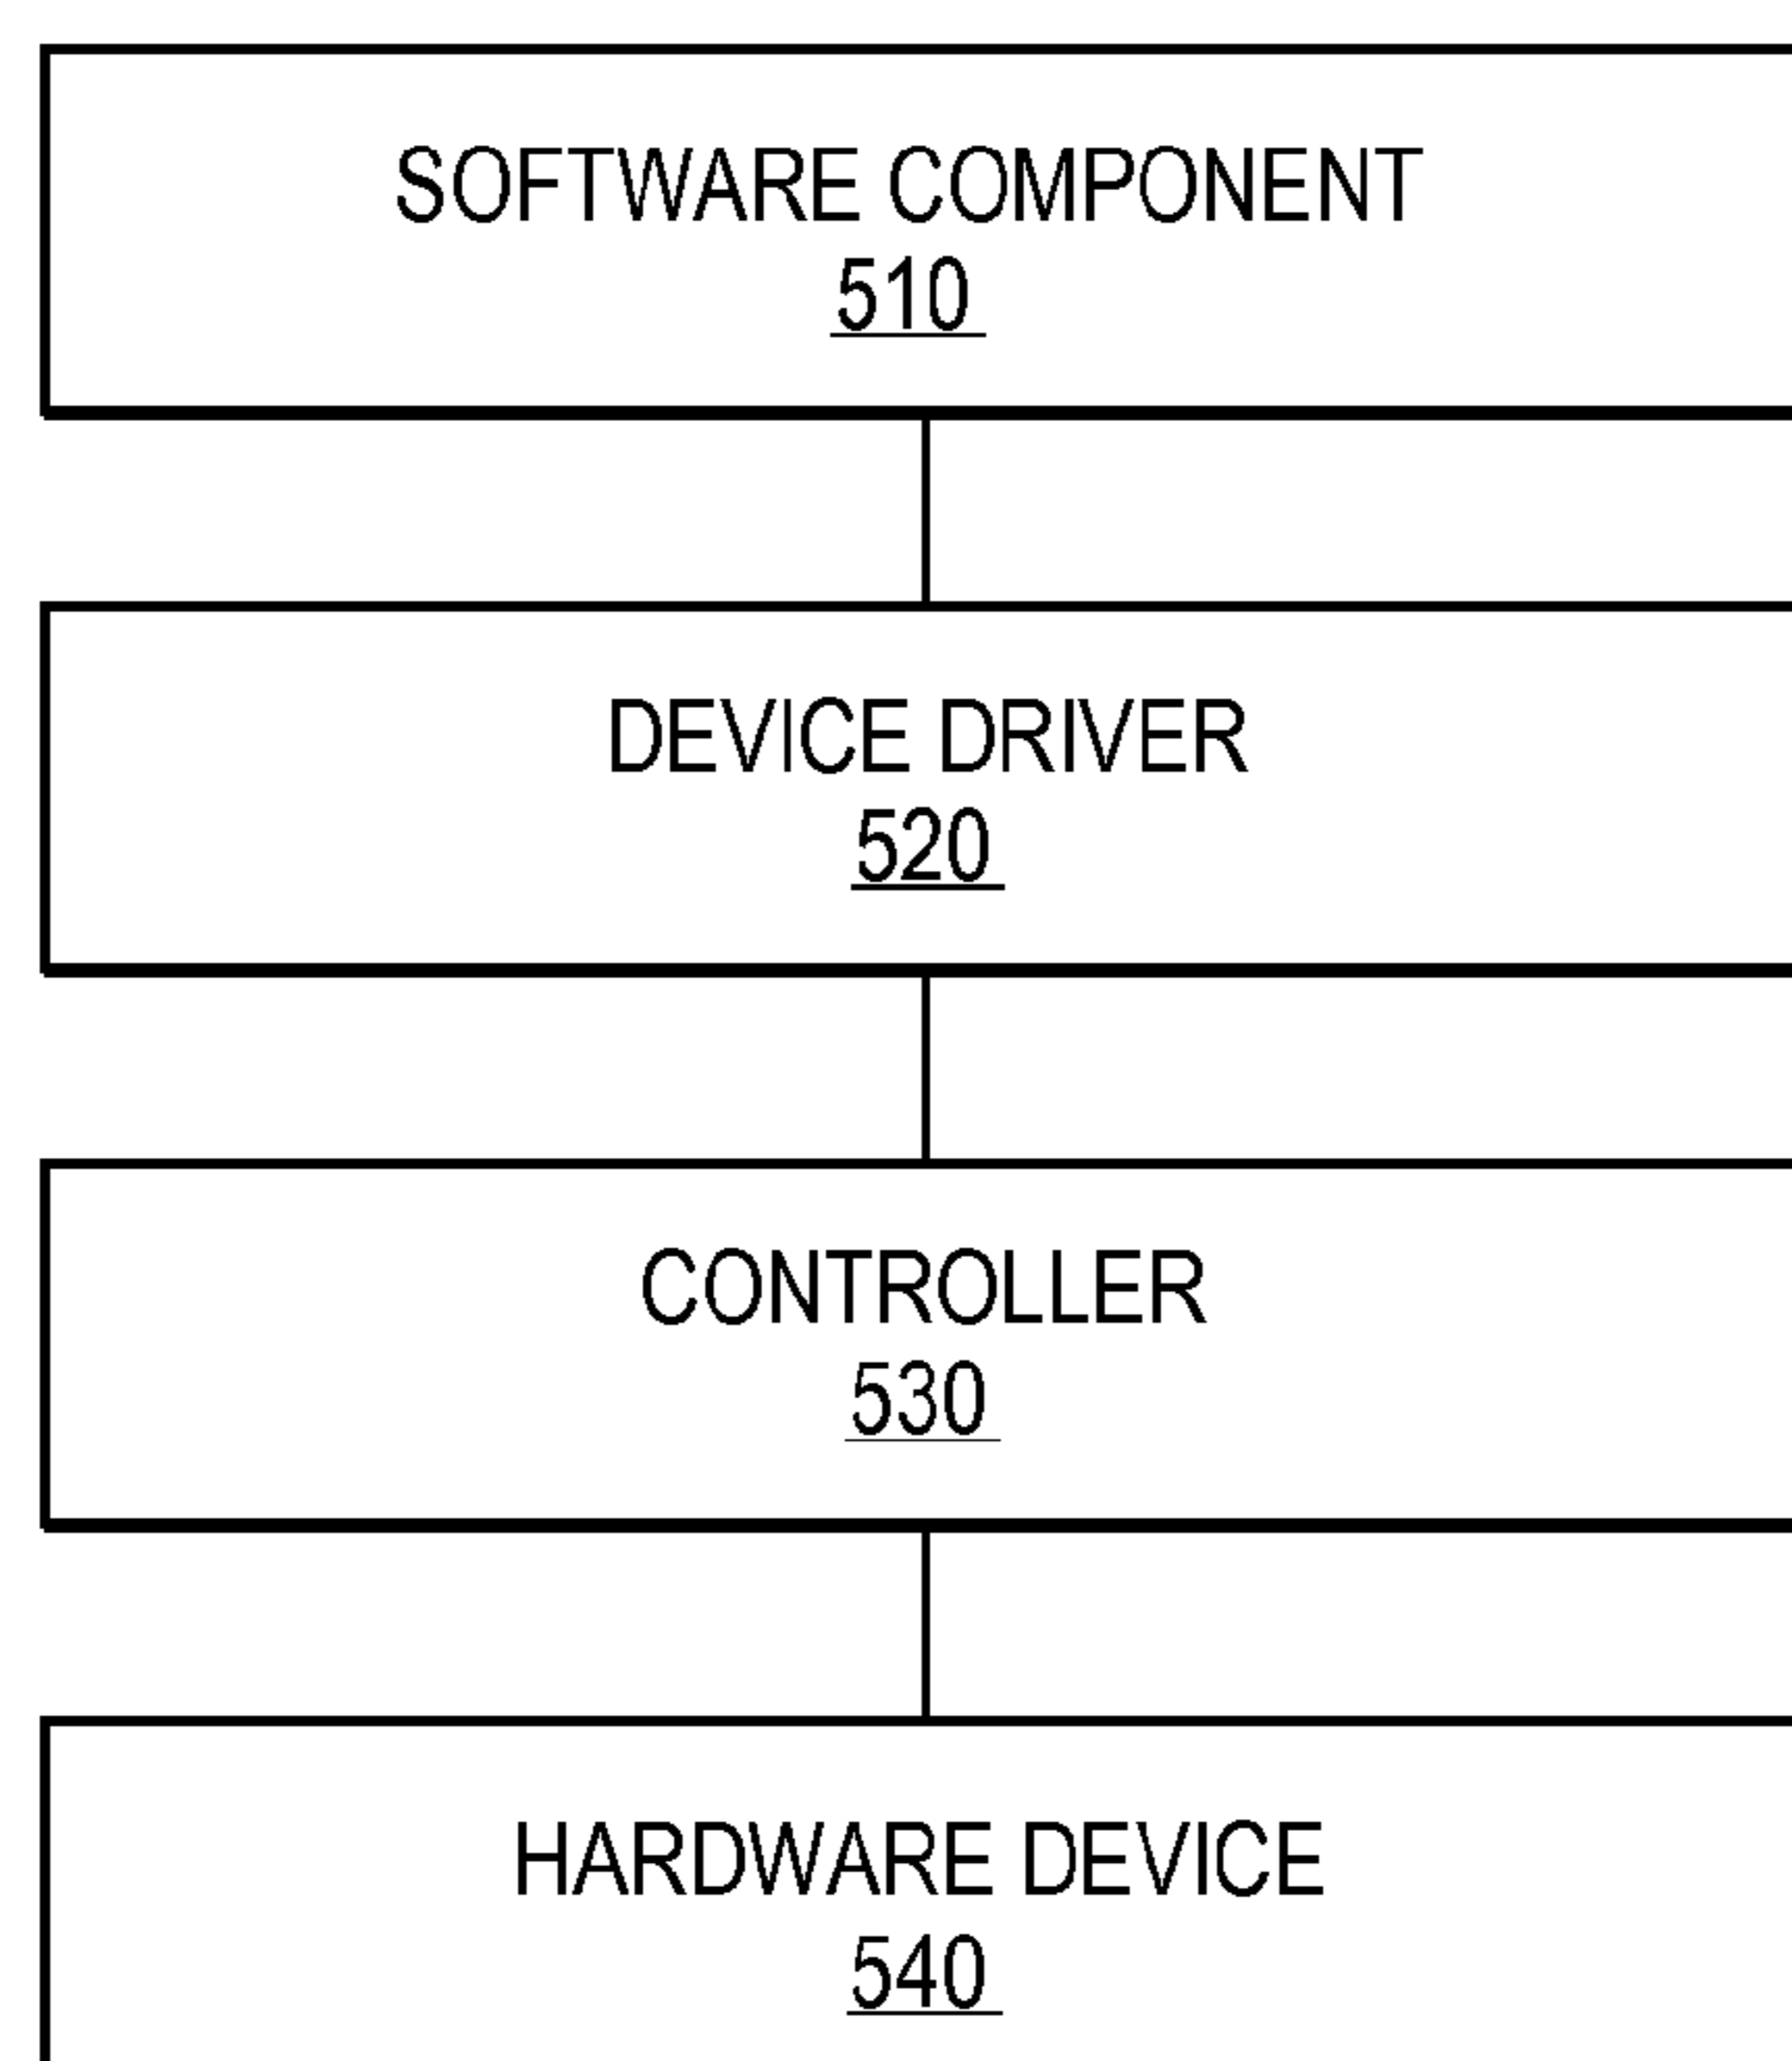 SOFTWARE COMPONENT
510
DEVICE DRIVER
520
CONTROLLER
530
HARDWARE DEVICE
540